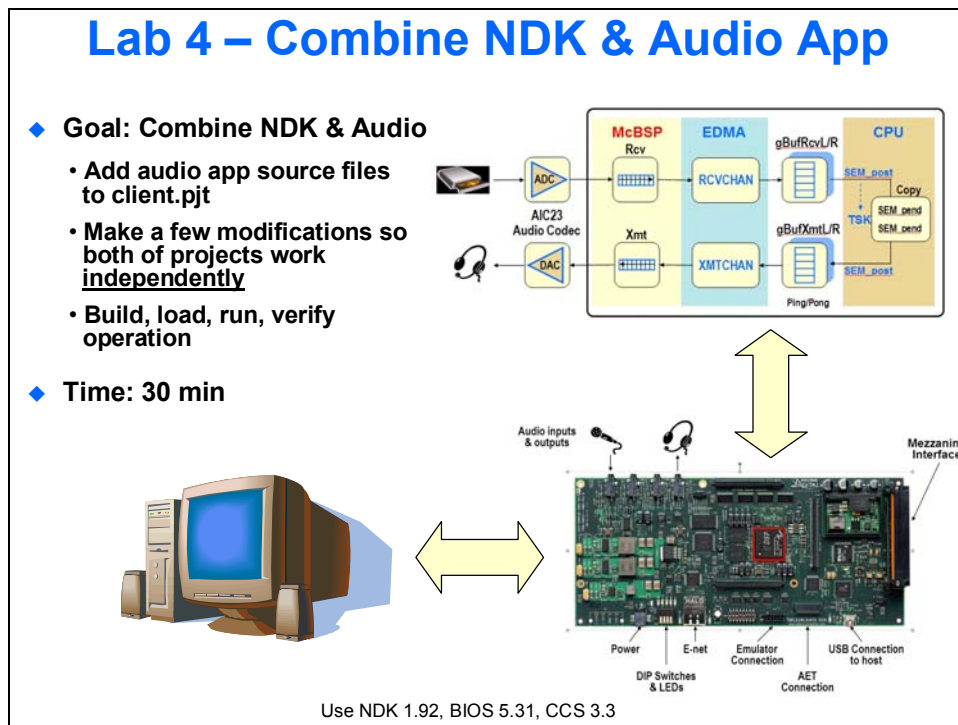 Lab 4 – Combine NDK & Audio App
Goal: Combine NDK & Audio
• Add audio app source files
to client.pjt
• Make a few modifications so
both of projects work
independently
• Build, load, run, verify
operation
Time: 30 min
McBSP
EDMA
CPU
Rcv
gBufRcvL/R
ADC
RCVCHAN
SEM_post
Copy
AIC23
Audio Codec
TSK
SEM_pend
SEM_pend
Xmt
gBufXmtL/R
DAC
XMTCHAN
SEM_post
Ping/Pong
Audio inputs
& outputs
Mezzanine
Interface
Power
E-net
Emulator
Connection
USB Connection
to host
DIP Switches
& LEDs
AET
Connection
Use NDK 1.92, BIOS 5.31, CCS 3.3